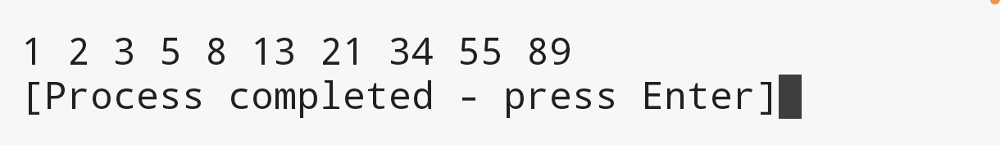 1 2 3 5 8 13 21 34 55 89
[Process completed - press Enter]